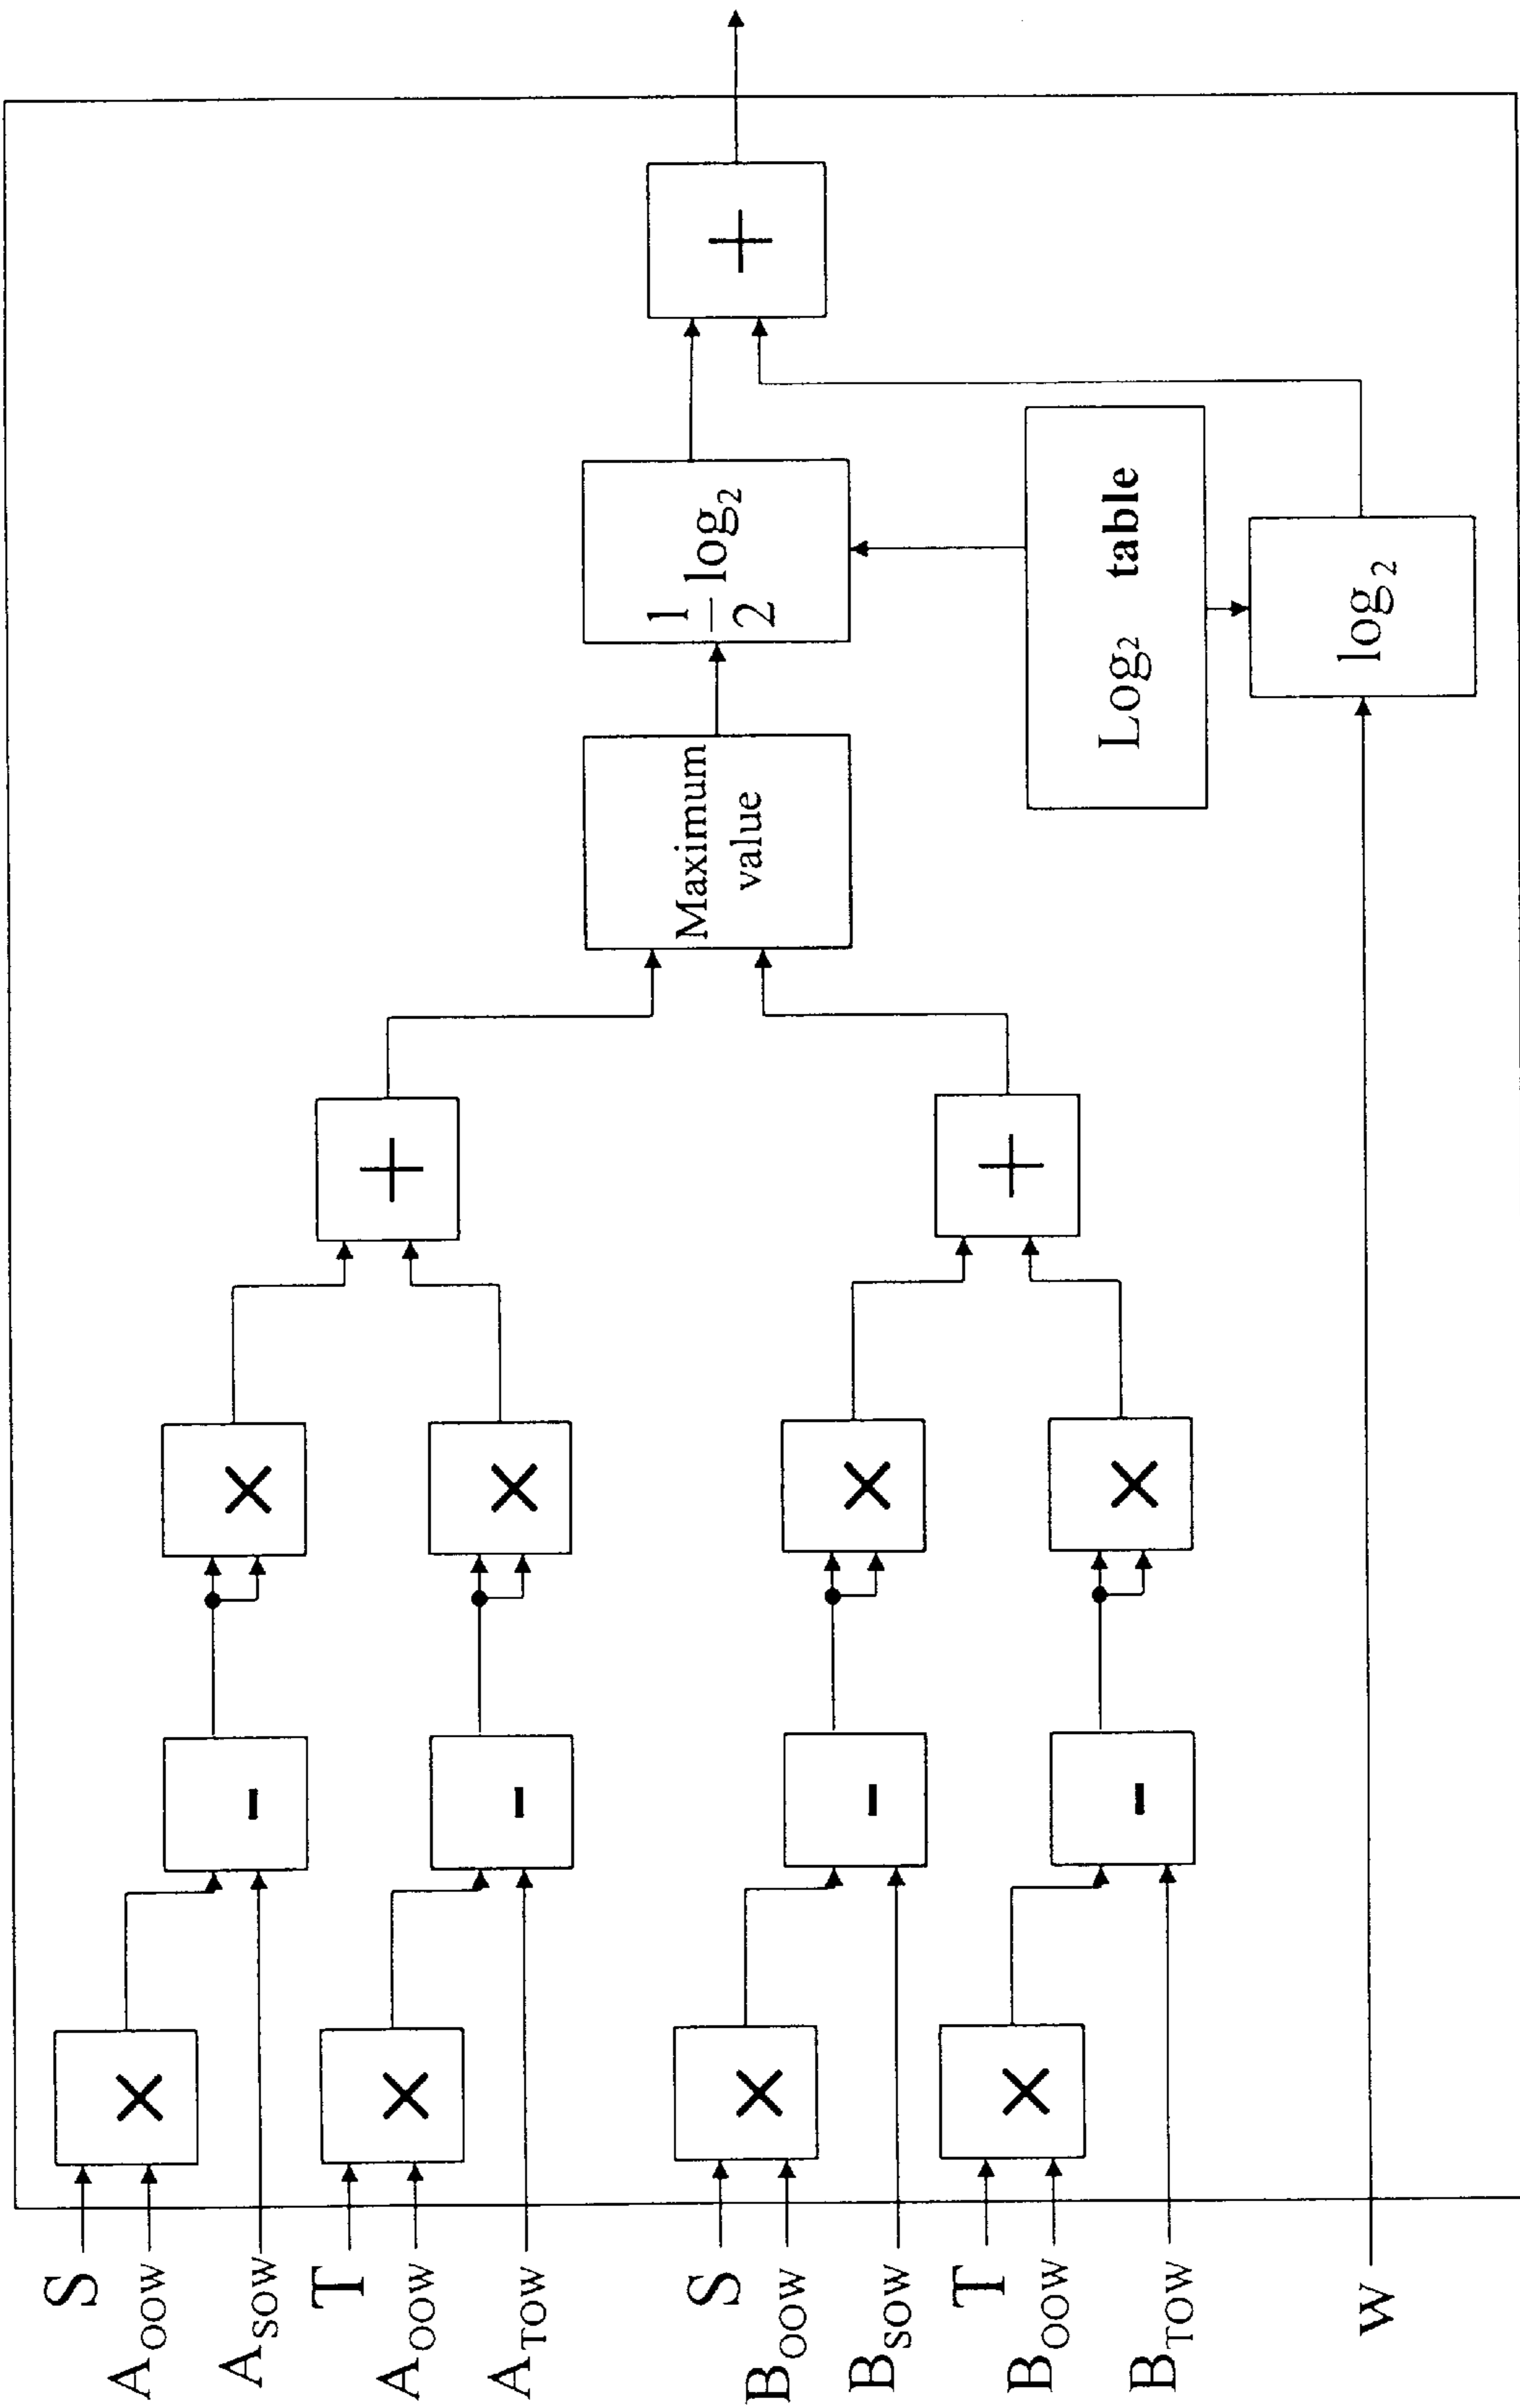 S
A_OOW
A_SOW
T
A_OOW
A_TOW
S
B_OOW
B_SOW
T
B_OOW
B_TOW
W
×
×
×
×
-
-
-
-
×
×
×
×
+
+
Maximum
value
1/2 log₂
Log₂ table
log₂
+